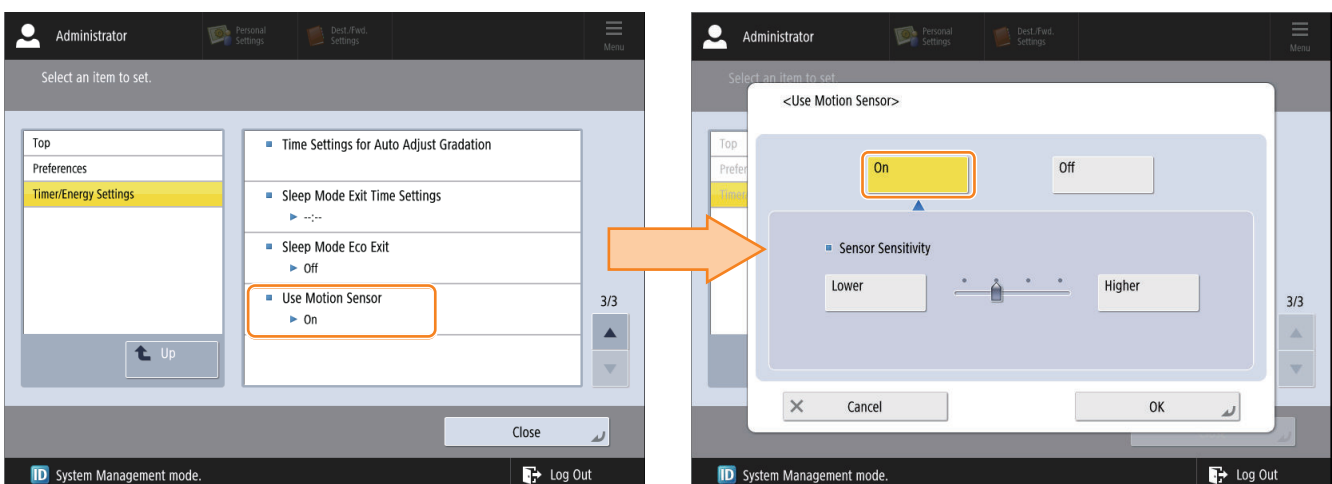 Administrator
Personal
Settings
Dest./Fwd.
Settings
Menu
Select an item to set.
Top
Preferences
Timer/Energy Settings
Up
Time Settings for Auto Adjust Gradation
Sleep Mode Exit Time Settings
--:--
Sleep Mode Eco Exit
Off
Use Motion Sensor
On
3/3
Close
ID System Management mode.
Log Out
Administrator
Personal
Settings
Dest./Fwd.
Settings
Menu
Select an item to set
<Use Motion Sensor>
Top
Prefer
Timer/
On
Off
Sensor Sensitivity
Lower
Higher
3/3
Cancel
OK
ID System Management mode.
Log Out